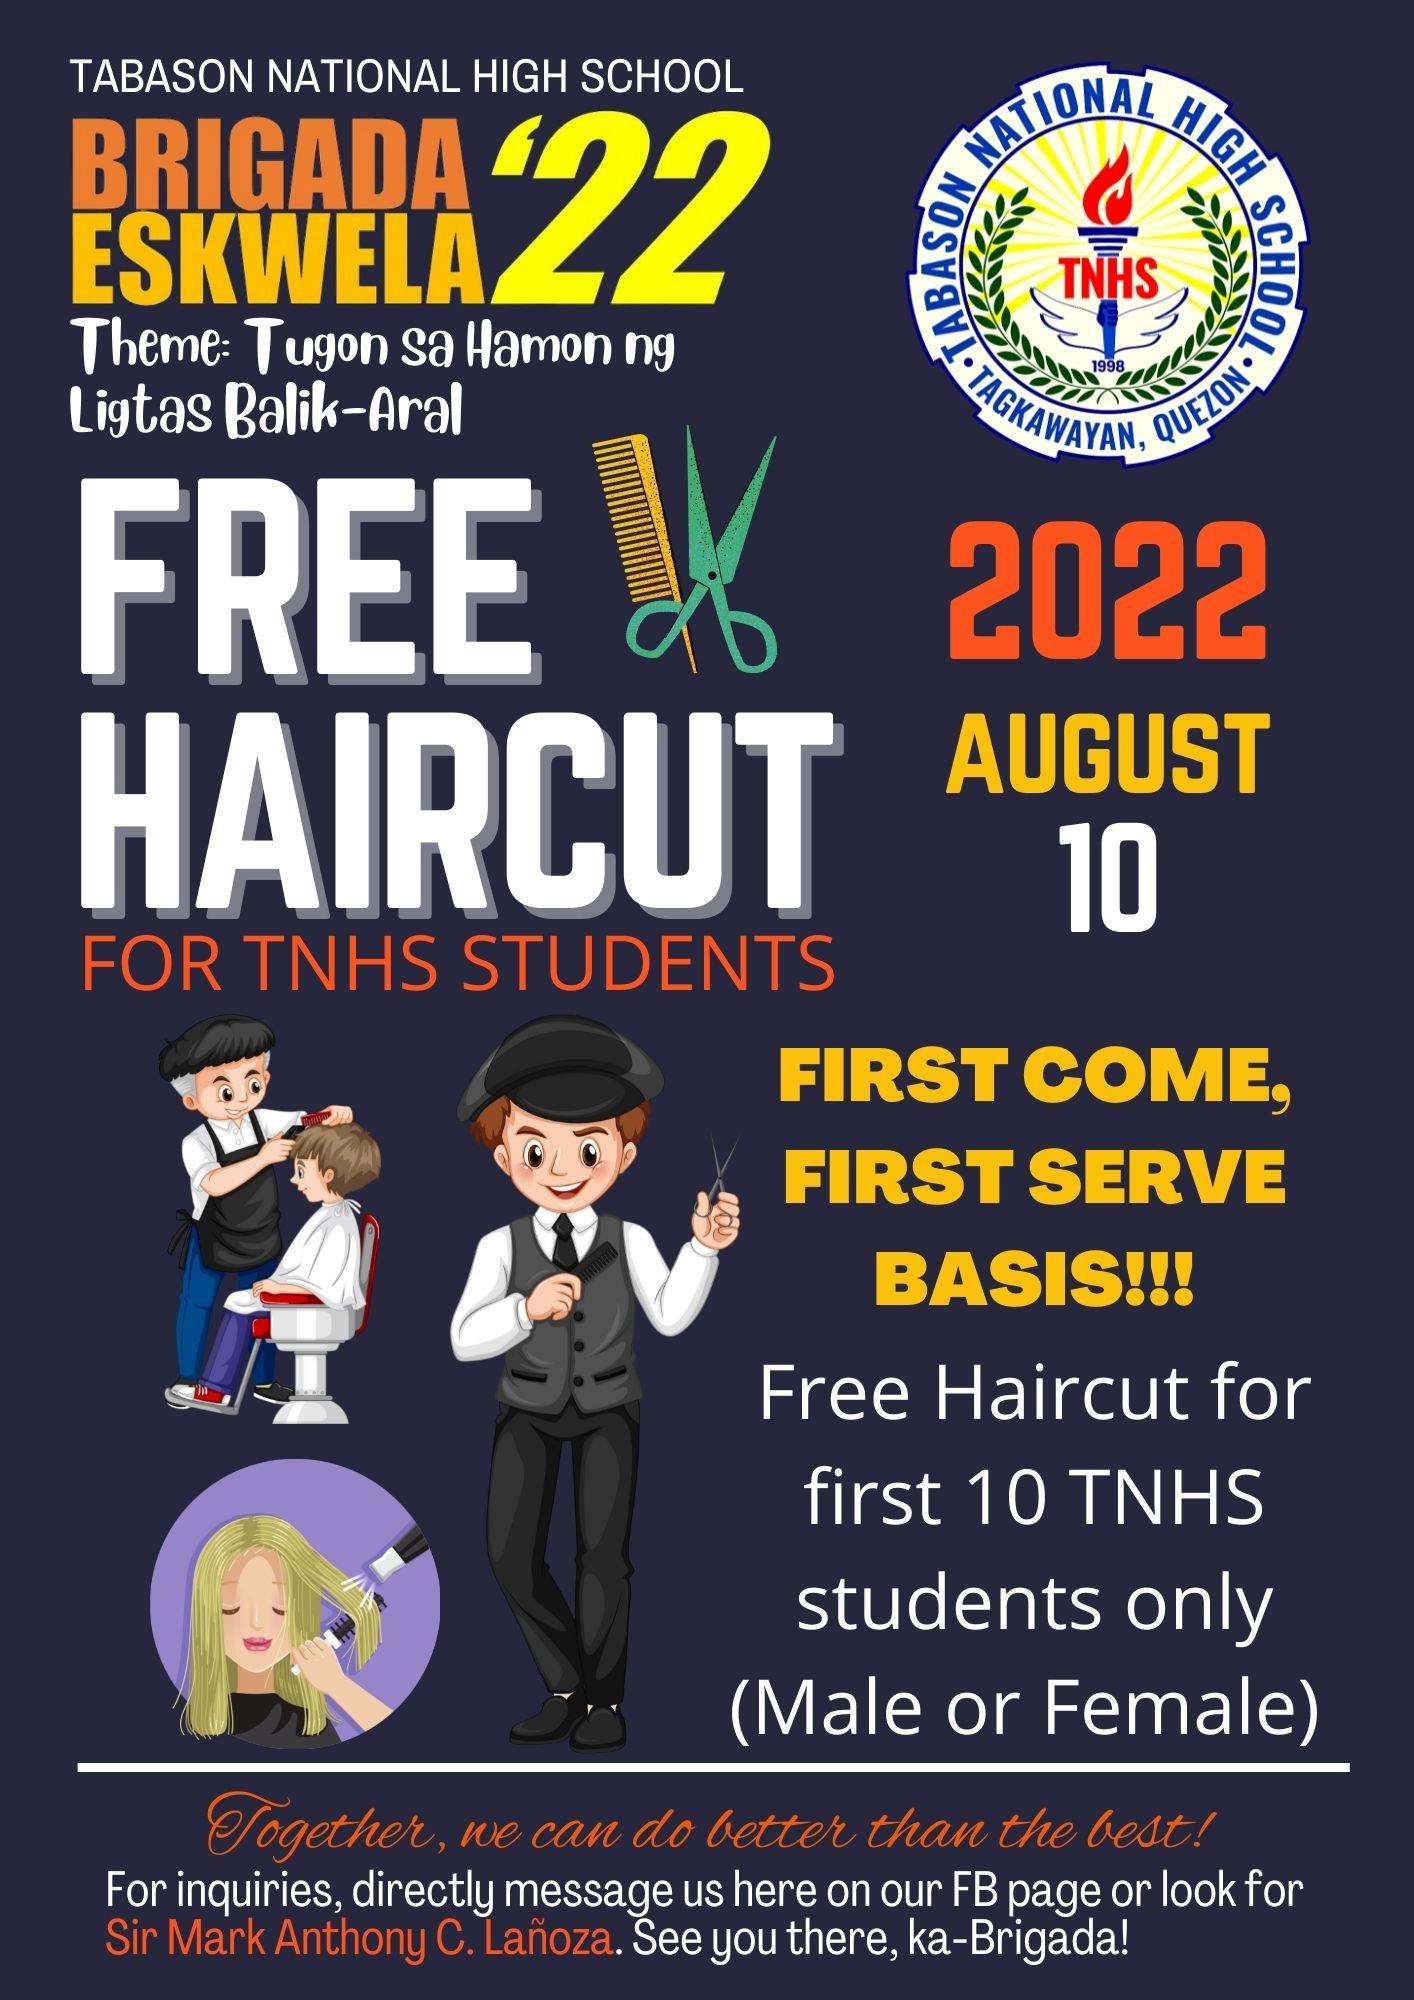 TABASON NATIONAL HIGH SCHOOL
BRIGADA
ESKWELA '22
Theme: Tugon sa Hamon ng
Ligtas Balik-Aral
TABASON NATIONAL HIGH SCHOOL
TNHS
1998
TAGKAWAYAN, QUEZON
FREE
HAIRCUT
FOR TNHS STUDENTS
2022
AUGUST
10
FIRST COME,
FIRST SERVE
BASIS!!!
Free Haircut for
first 10 TNHS
students only
(Male or Female)
Together, we can do better than the best!
For inquiries, directly message us here on our FB page or look for
Sir Mark Anthony C. Lañoza. See you there, ka-Brigada!